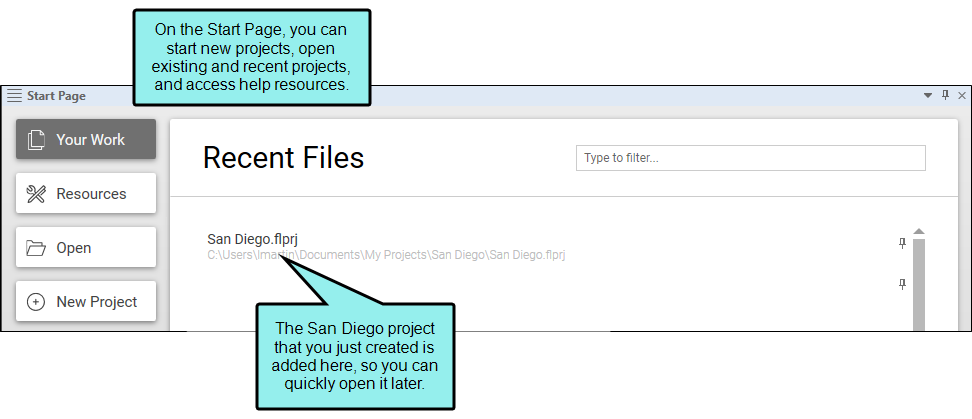 On the Start Page, you can
start new projects, open
existing and recent projects,
and access help resources.
Start Page
Your Work
Resources
Open
New Project
Recent Files
Type to filter...
San Diego.flprj
C:\Users\lmartin\Documents\My Projects\San Diego\San Diego.flprj
The San Diego project
that you just created is
added here, so you can
quickly open it later.